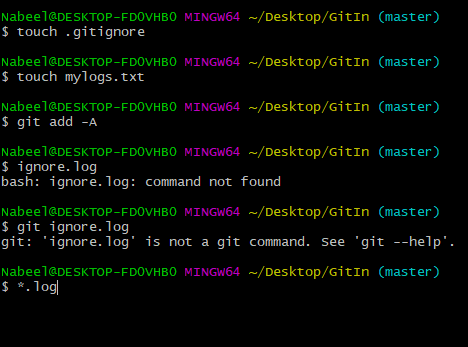 Nabeel@DESKTOP-FD0VHB0 MINGW64 ~/Desktop/GitIn (master)
$ touch .gitignore
Nabeel@DESKTOP-FD0VHB0 MINGW64 ~/Desktop/GitIn (master)
$ touch mylogs.txt
Nabeel@DESKTOP-FD0VHB0 MINGW64 ~/Desktop/GitIn (master)
$ git add -A
Nabeel@DESKTOP-FD0VHB0 MINGW64 ~/Desktop/GitIn (master)
$ ignore.log
bash: ignore.log: command not found
Nabeel@DESKTOP-FD0VHB0 MINGW64 ~/Desktop/GitIn (master)
$ git ignore.log
git: 'ignore.log' is not a git command. See 'git --help'.
Nabeel@DESKTOP-FD0VHB0 MINGW64 ~/Desktop/GitIn (master)
$ *.log